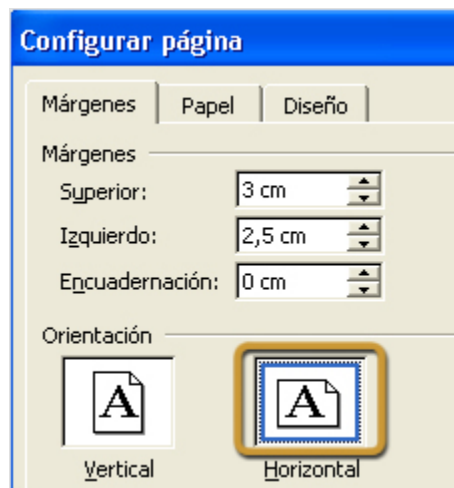 Configurar página
Márgenes Papel Diseño
Márgenes
Superior: 3 cm
Izquierdo: 2,5 cm
Encuadernación: 0 cm
Orientación
A A
Vertical Horizontal